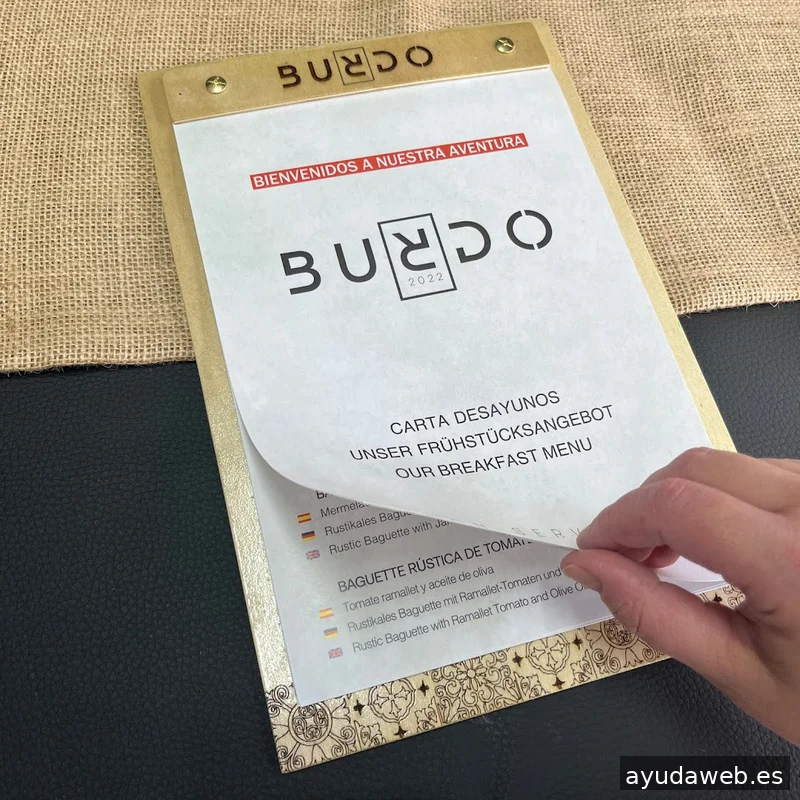 BURDO
BIENVENIDOS A NUESTRA AVENTURA
BURDO
2022
CARTA DESAYUNOS
UNSER FRÜHSTÜCKSANGEBOT
OUR BREAKFAST MENU
Rustikales
Rustic Baguette with
BAGUETTE RÚSTICA DE
Tomate ramallet y aceite de oliva
Rustikales Baguette mit Ramallet-Tomaten und
Rustic Baguette with Ramallet Tomato and Olive
ayudaweb.es